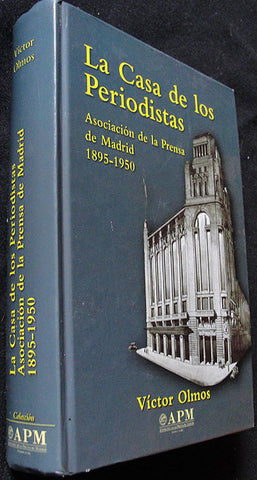 La Casa de los
Periodistas
Asociación de la Prensa
de Madrid
1895-1950
Víctor Olmos
APM
Víctor
Olmos
La Casa de los Periodistas
Asociación de la Prensa de Madrid
1895-1950
Colección
APM